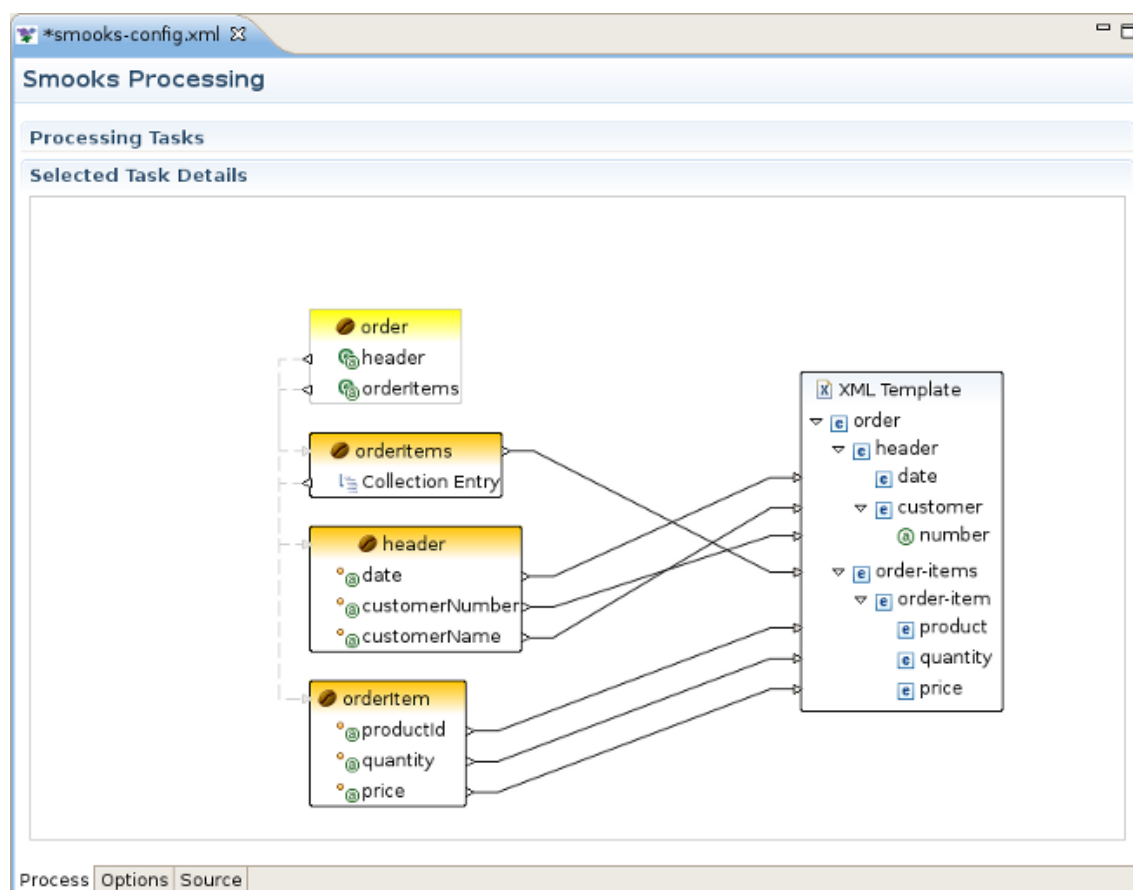 *smooks-config.xml
Smooks Processing
Processing Tasks
Selected Task Details
order
header
orderItems
orderItems
Collection Entry
header
date
customerNumber
customerName
orderItem
productId
quantity
price
XML Template
order
header
date
customer
number
order-items
order-item
product
quantity
price
Process Options Source